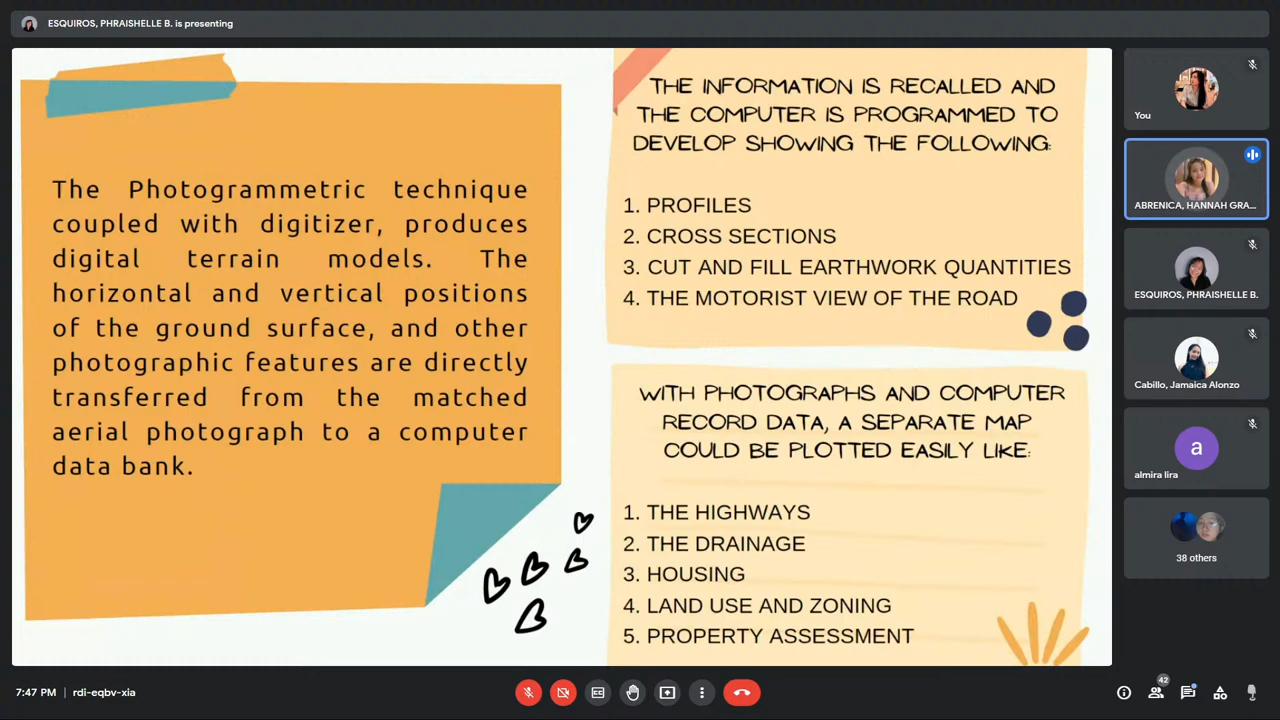 ESQUIROS, PHRAISHELLE B. is presenting
The Photogrammetric technique
coupled with digitizer, produces
digital terrain models. The
horizontal and vertical positions
of the ground surface, and other
photographic features are directly
transferred from the matched
aerial photograph to a computer
data bank.
THE INFORMATION IS RECALLED AND
THE COMPUTER IS PROGRAMMED TO
DEVELOP SHOWING THE FOLLOWING:
1. PROFILES
2. CROSS SECTIONS
3. CUT AND FILL EARTHWORK QUANTITIES
4. THE MOTORIST VIEW OF THE ROAD
WITH PHOTOGRAPHS AND COMPUTER
RECORD DATA, A SEPARATE MAP
COULD BE PLOTTED EASILY LIKE:
1. THE HIGHWAYS
2. THE DRAINAGE
3. HOUSING
4. LAND USE AND ZONING
5. PROPERTY ASSESSMENT
You
ABRENICA, HANNAH GRA...
ESQUIROS, PHRAISHELLE B.
Cabillo, Jamaica Alonzo
a
almira lira
38 others
7:47 PM | rdi-eqbv-xia
42